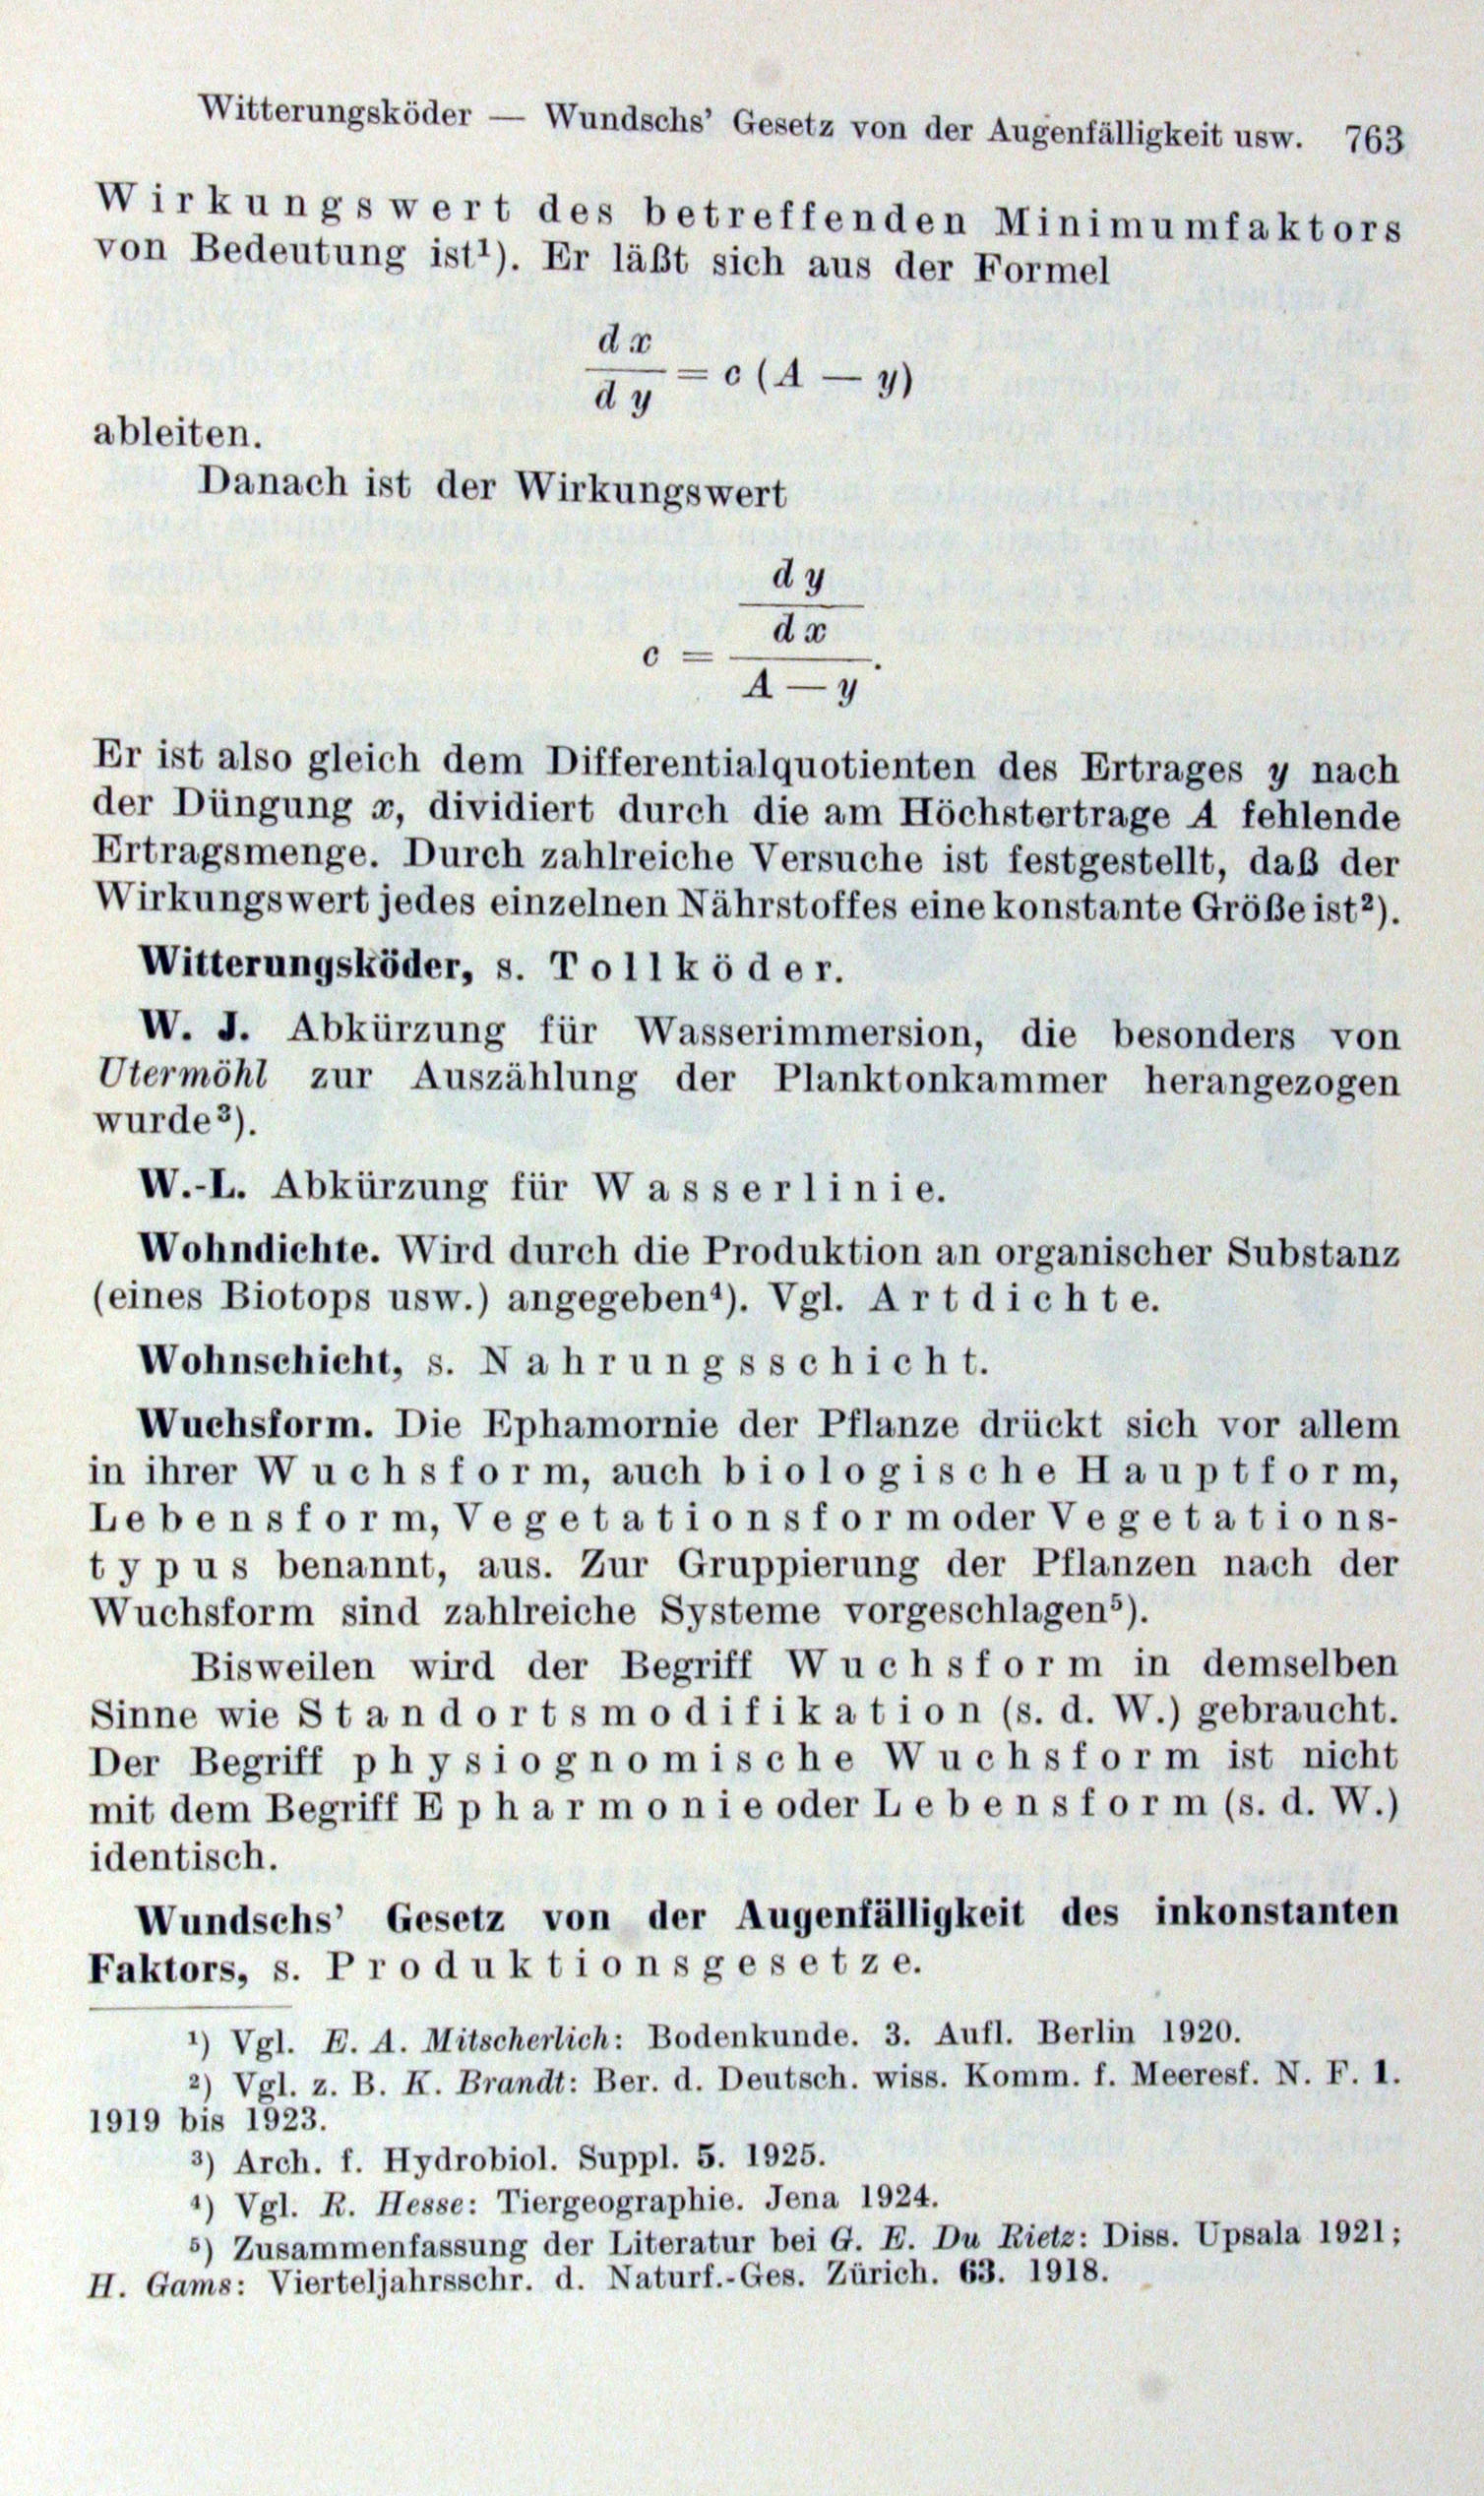 Witterungsköder — Wundschs’ Gesetz von der Augenfälligkeit usw. 763
Wirkungswert des betreffenden Minimumfaktors
von Bedeutung ist¹). Er läßt sich aus der Formel
dx
dy = c (A — y)
ableiten.
Danach ist der Wirkungswert
dy
dx
c =
A — y.
Er ist also gleich dem Differentialquotienten des Ertrages y nach
der Düngung x, dividiert durch die am Höchstertrage A fehlende
Ertragsmenge. Durch zahlreiche Versuche ist festgestellt, daß der
Wirkungswert jedes einzelnen Nährstoffes eine konstante Größe ist²).
Witterungsköder, s. Tollköder.
W. J. Abkürzung für Wasserimmersion, die besonders von
Utermöhl zur Auszählung der Planktonkammer herangezogen
wurde³).
W.-L. Abkürzung für Wasserlinie.
Wohndichte. Wird durch die Produktion an organischer Substanz
(eines Biotops usw.) angegeben⁴). Vgl. Artdichte.
Wohnschicht, s. Nahrungsschicht.
Wuchsform. Die Ephamornie der Pflanze drückt sich vor allem
in ihrer Wuchsform, auch biologische Hauptform,
Lebensform, Vegetationsform oder Vegetations-
typus benannt, aus. Zur Gruppierung der Pflanzen nach der
Wuchsform sind zahlreiche Systeme vorgeschlagen⁵).
Bisweilen wird der Begriff Wuchsform in demselben
Sinne wie Standortsmodifikation (s. d. W.) gebraucht.
Der Begriff physiognomische Wuchsform ist nicht
mit dem Begriff Epharmonie oder Lebensform (s. d. W.)
identisch.
Wundschs’ Gesetz von der Augenfälligkeit des inkonstanten
Faktors, s. Produktionsgesetze.
¹) Vgl. E. A. Mitscherlich: Bodenkunde. 3. Aufl. Berlin 1920.
²) Vgl. z. B. K. Brandt: Ber. d. Deutsch. wiss. Komm. f. Meeresf. N. F. 1.
1919 bis 1923.
³) Arch. f. Hydrobiol. Suppl. 5. 1925.
⁴) Vgl. R. Hesse: Tiergeographie. Jena 1924.
⁵) Zusammenfassung der Literatur bei G. E. Du Rietz: Diss. Upsala 1921;
H. Gams: Vierteljahrsschr. d. Naturf.-Ges. Zürich. 63. 1918.